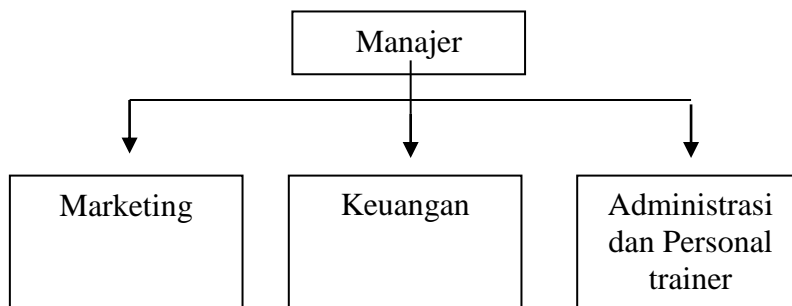 Manajer
Marketing
Keuangan
Administrasi
dan Personal
trainer